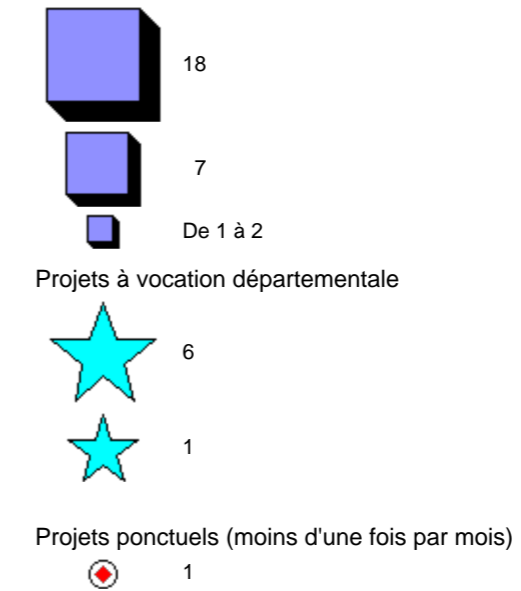 18
7
De 1 à 2
Projets à vocation départementale
6
1
Projets ponctuels (moins d'une fois par mois)
1